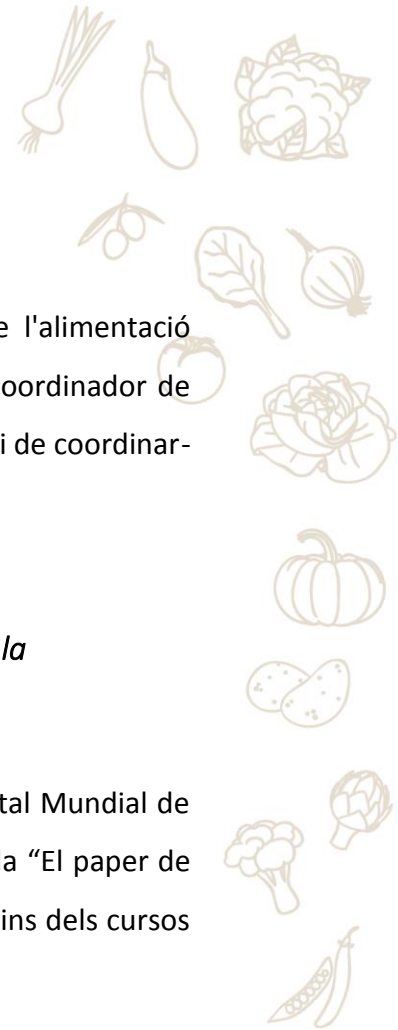 e l'alimentació
coordinador de
i de coordinar-
la
tal Mundial de
la “El paper de
ins dels cursos